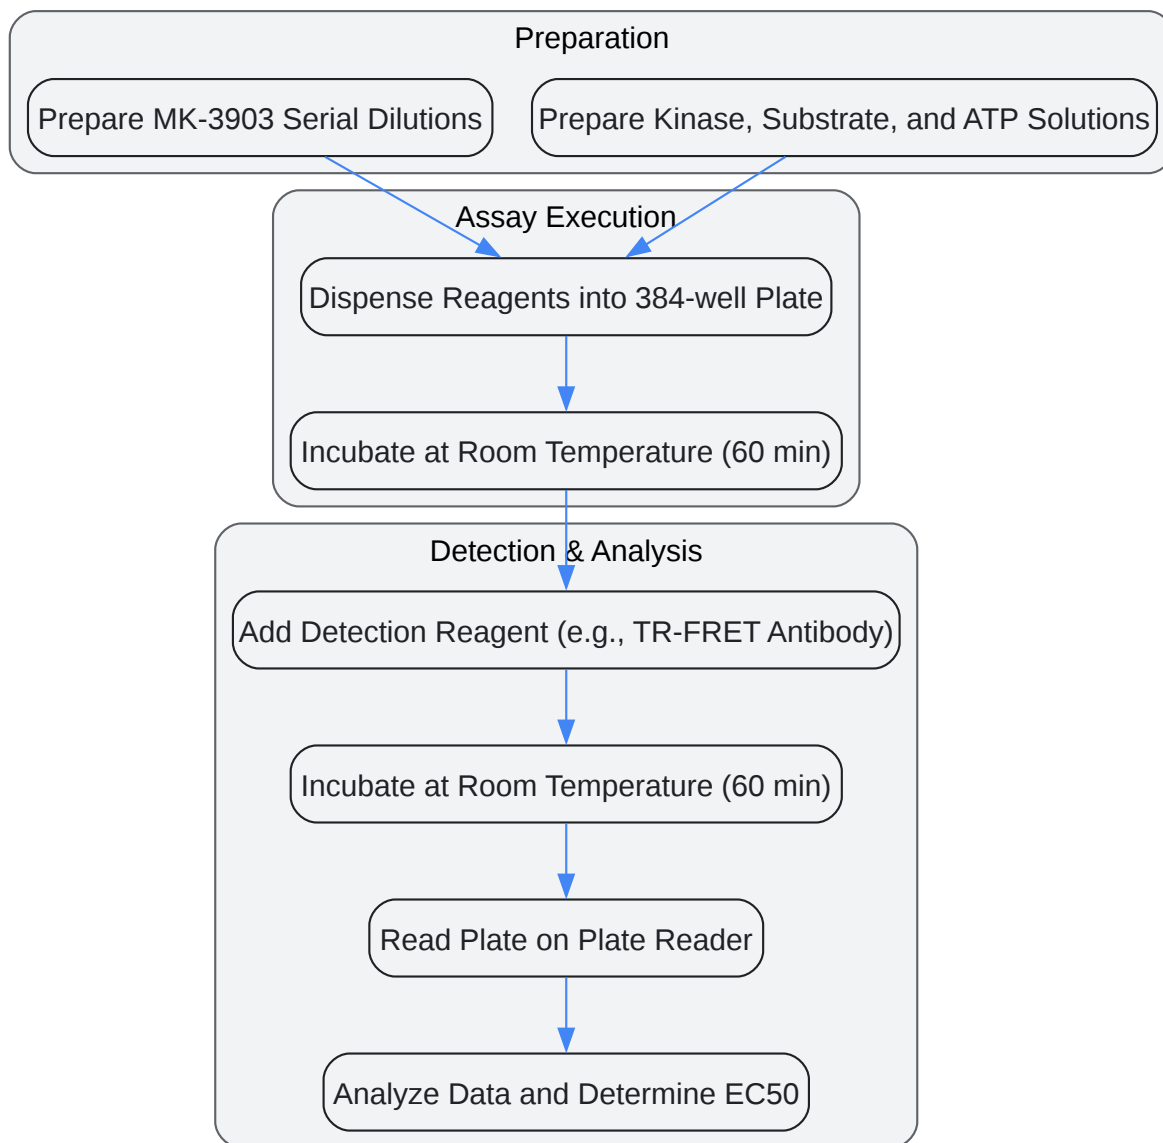 Preparation
Prepare MK-3903 Serial Dilutions
Prepare Kinase, Substrate, and ATP Solutions
Assay Execution
Dispense Reagents into 384-well Plate
Incubate at Room Temperature (60 min)
Detection & Analysis
Add Detection Reagent (e.g., TR-FRET Antibody)
Incubate at Room Temperature (60 min)
Read Plate on Plate Reader
Analyze Data and Determine EC50